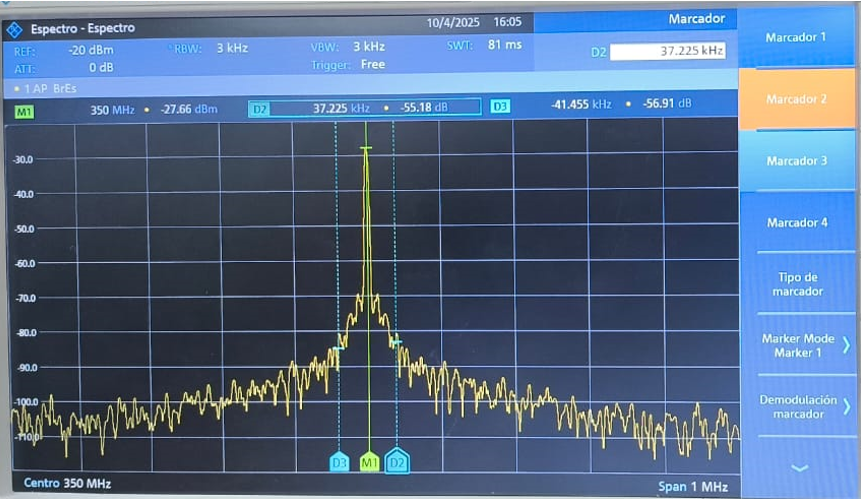 Espectro - Espectro
10/4/2025 16:05
Marcador
REF: -20 dBm
*RBW: 3 kHz
VBW: 3 kHz
SWT: 81 ms
D2 37.225 kHz
ATT: 0 dB
Trigger: Free
1 AP BrEs
M1 350 MHz • -27.66 dBm
D2 37.225 kHz • -55.18 dB
D3 -41.455 kHz • -56.91 dB
-30.0
-40.0
-50.0
-60.0
-70.0
-80.0
-90.0
-100.0
-110.0
D3 M1 D2
Centro 350 MHz
Span 1 MHz
Marcador 1
Marcador 2
Marcador 3
Marcador 4
Tipo de
marcador
Marker Mode
Marker 1
Demodulación
marcador